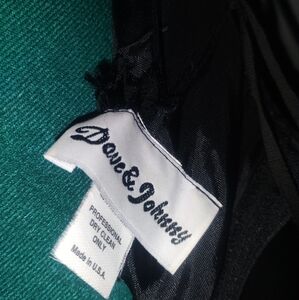 Dave & Johnny
PROFESSIONAL
DRY CLEAN
ONLY
Made in U.S.A.